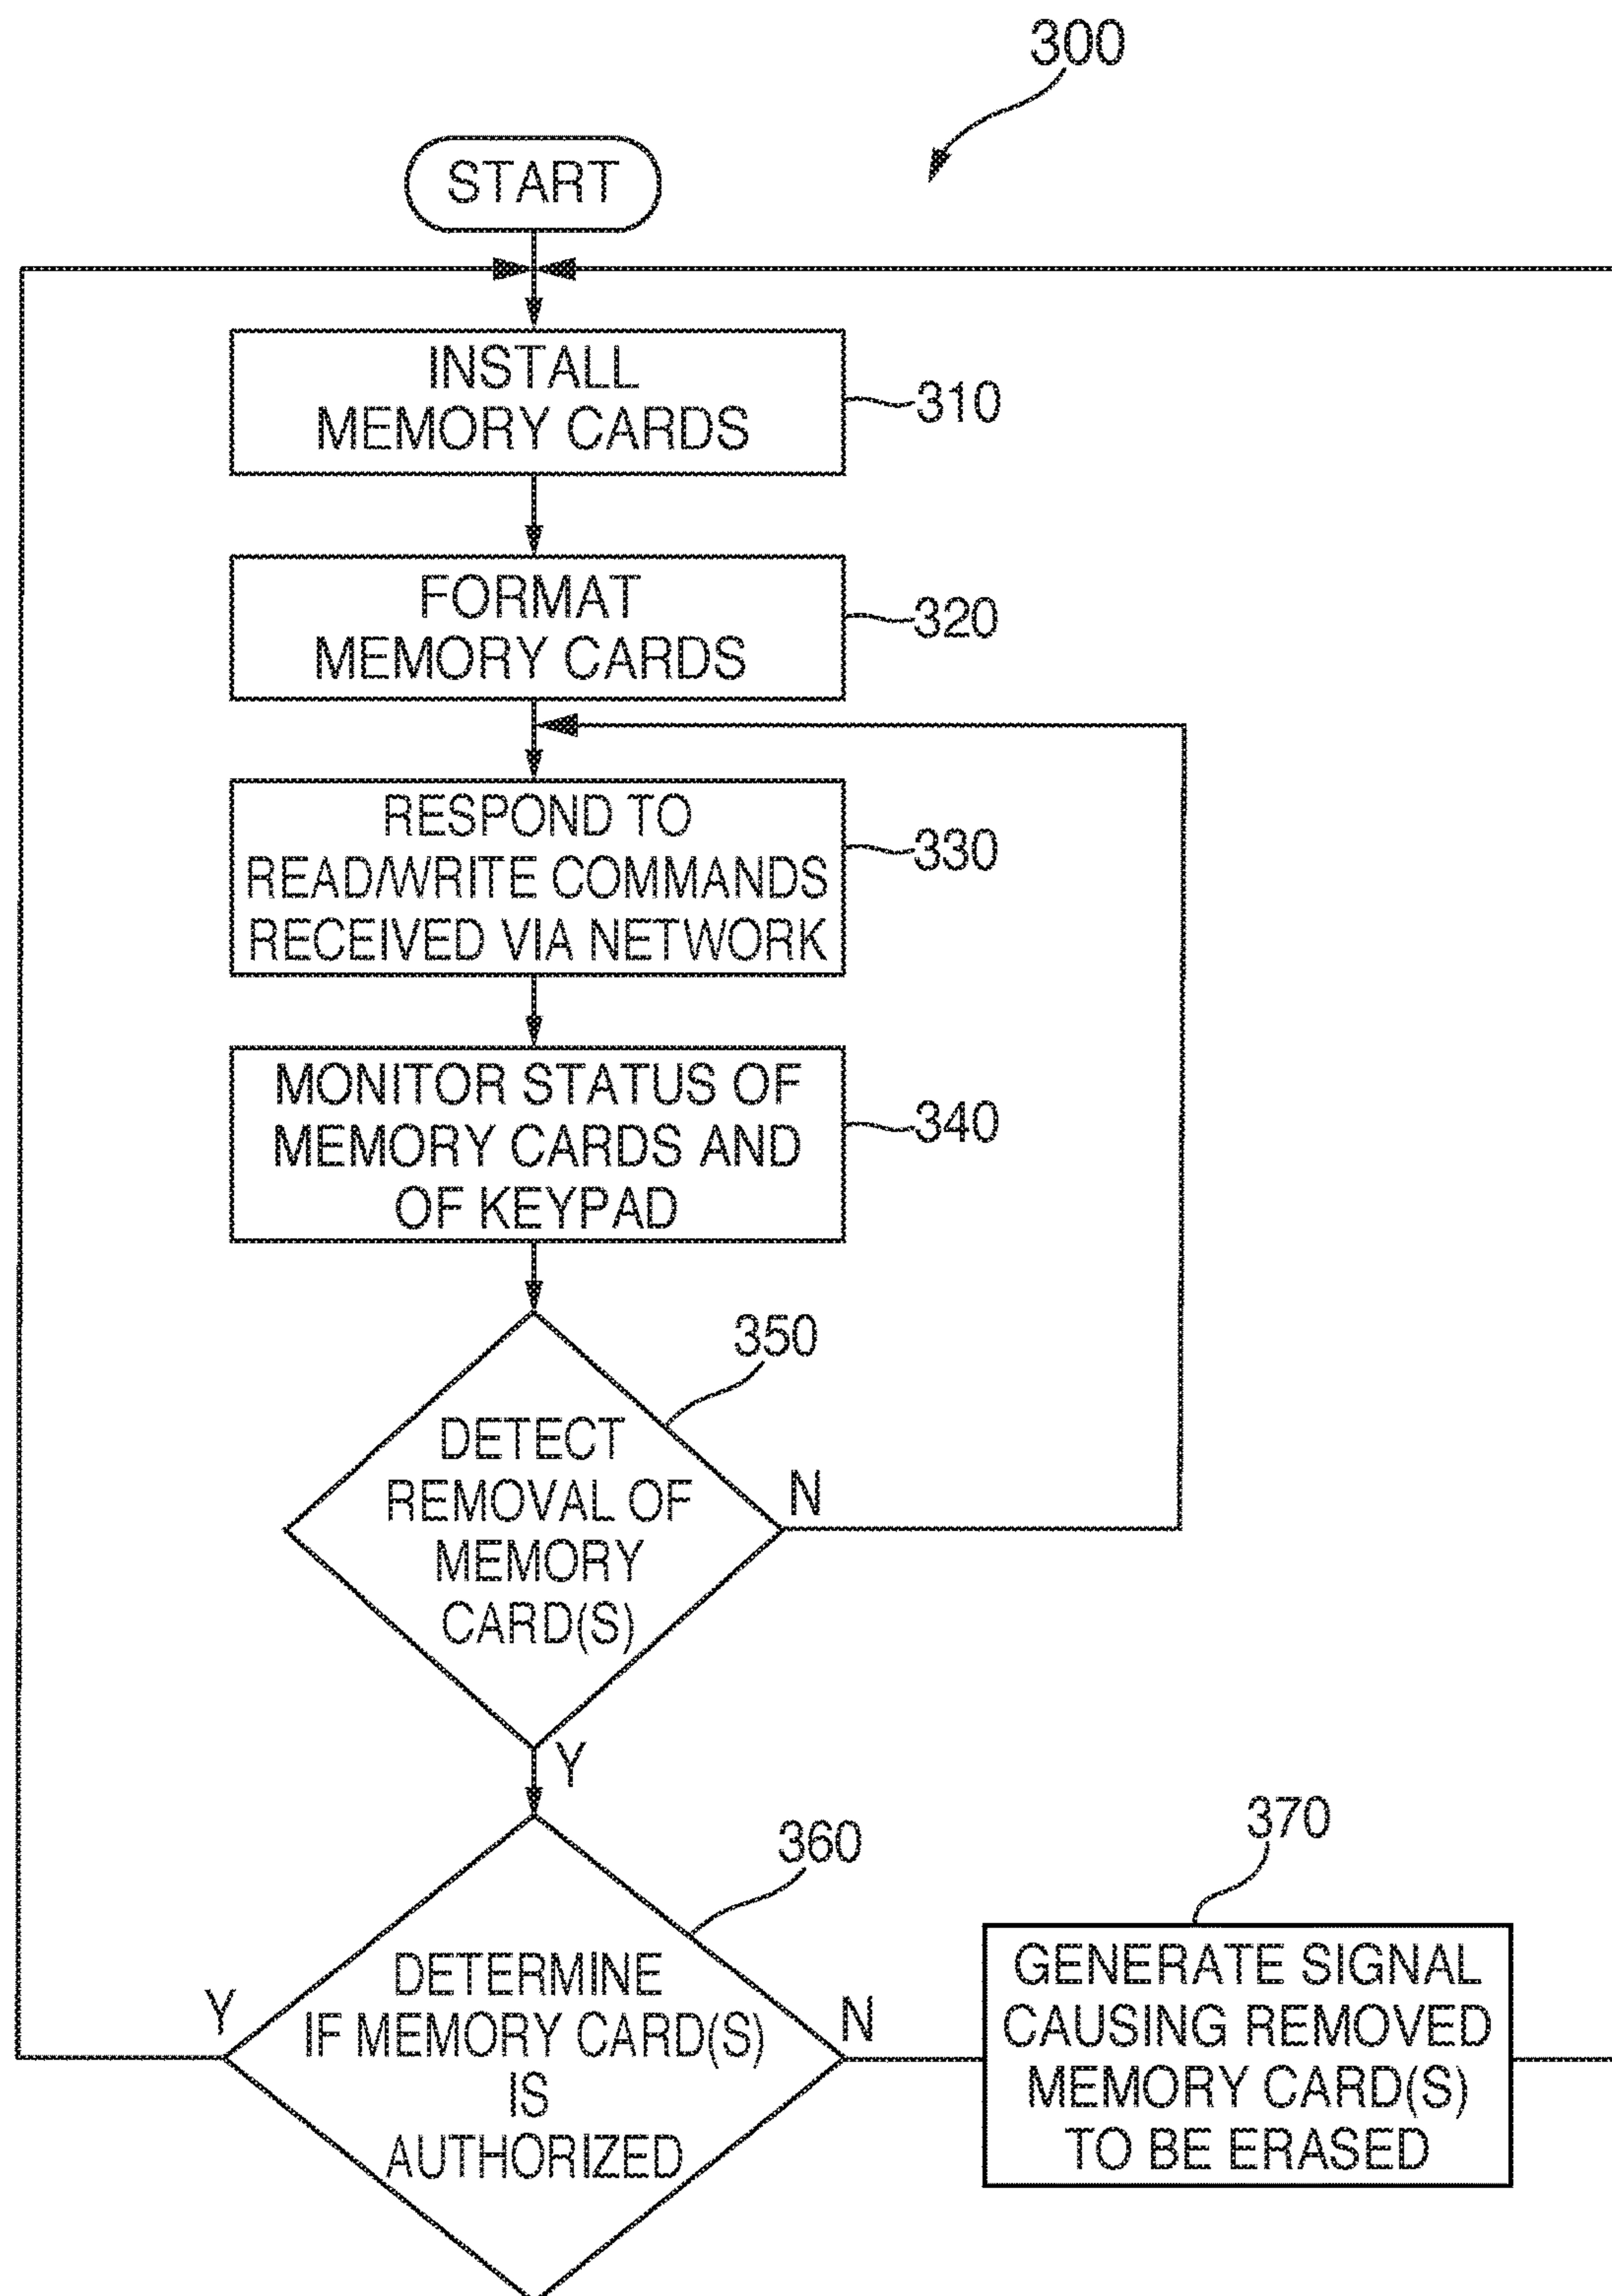 300
START
INSTALL
MEMORY CARDS
310
FORMAT
MEMORY CARDS
320
RESPOND TO
READ/WRITE COMMANDS
RECEIVED VIA NETWORK
330
MONITOR STATUS OF
MEMORY CARDS AND
OF KEYPAD
340
350
DETECT
REMOVAL OF
MEMORY
CARD(S)
N
Y
360
DETERMINE
IF MEMORY CARD(S)
IS
AUTHORIZED
Y
N
370
GENERATE SIGNAL
CAUSING REMOVED
MEMORY CARD(S)
TO BE ERASED